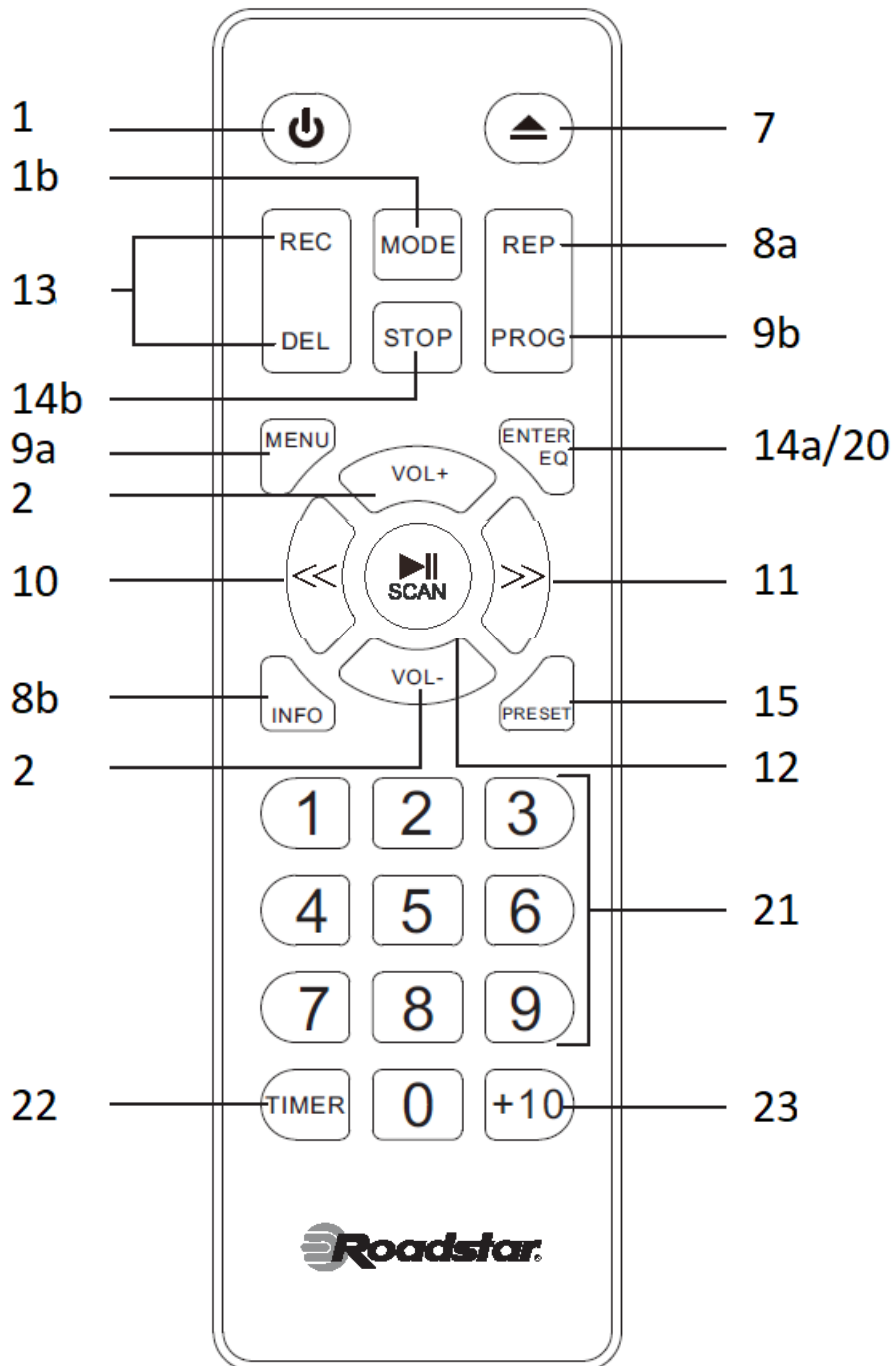 1
7
1b
REC
MODE
REP
8a
13
DEL
STOP
PROG
9b
14b
MENU
ENTER
EQ
14a/20
9a
VOL+
2
10
<<
SCAN
>>
11
8b
INFO
VOL-
PRESET
15
2
12
1 2 3
4 5 6
21
7 8 9
22
TIMER 0 +10
23
Roadstar